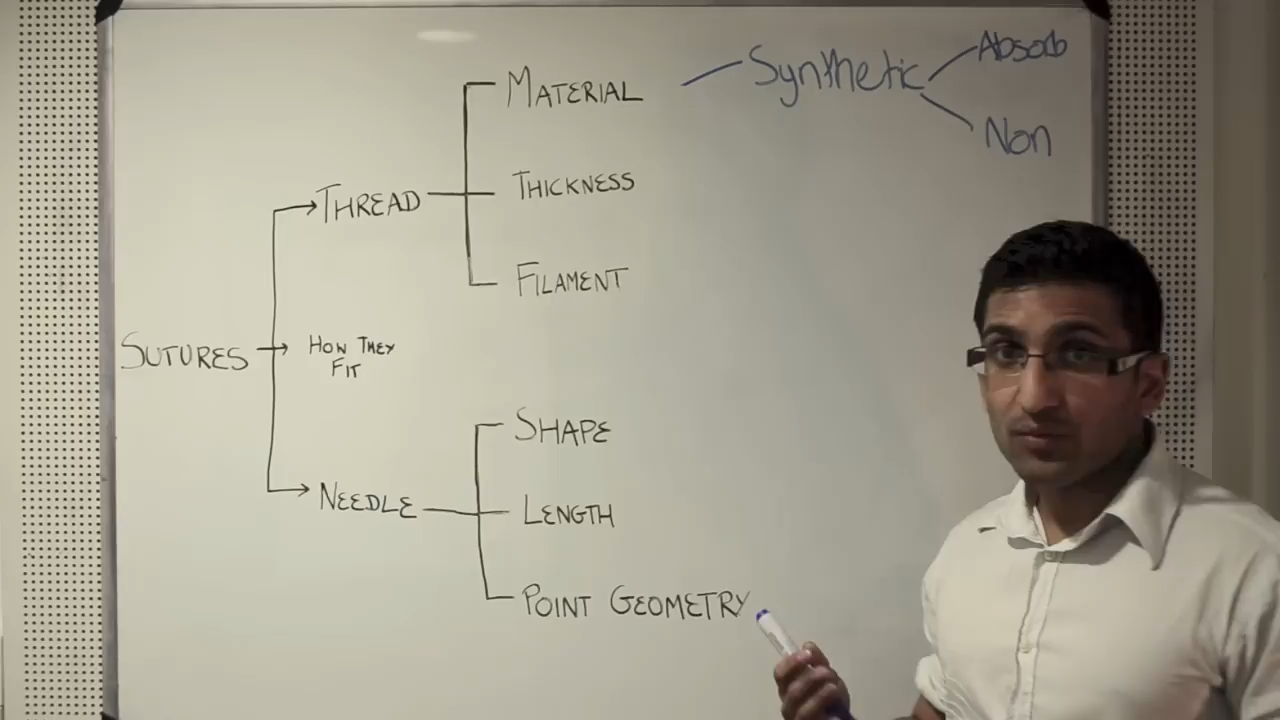 SUTURES
THREAD
MATERIAL
Synthetic
Absorb
Non
THICKNESS
FILAMENT
HOW THEY
FIT
NEEDLE
SHAPE
LENGTH
POINT GEOMETRY